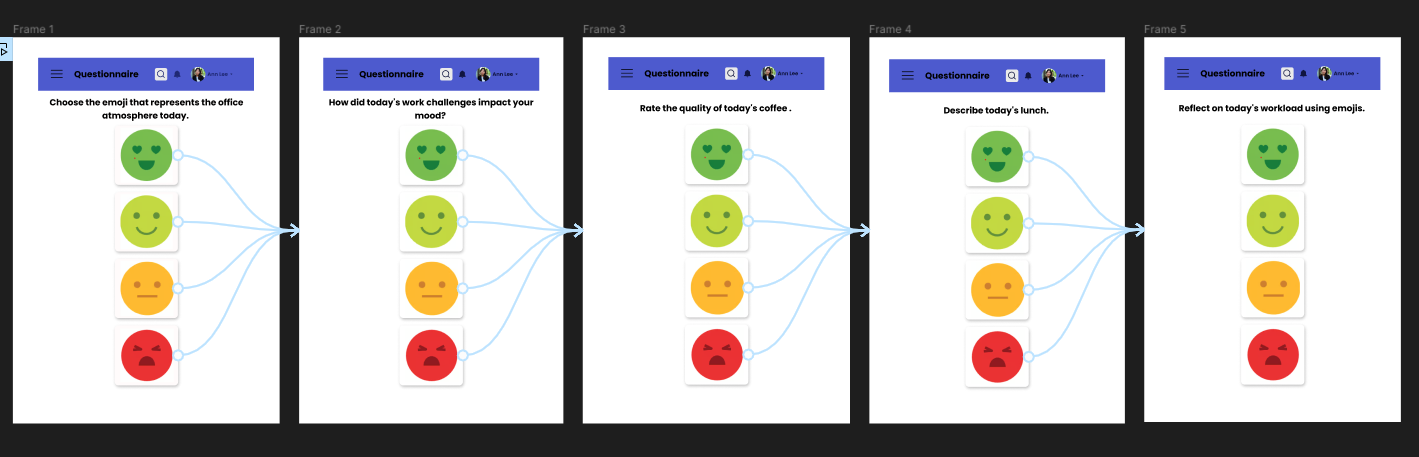 Frame 1
Frame 2
Frame 3
Frame 4
Frame 5
Questionnaire
Ann Lee
Choose the emoji that represents the office
atmosphere today.
Questionnaire
Ann Lee
How did today's work challenges impact your
mood?
Questionnaire
Ann Lee
Rate the quality of today's coffee .
Questionnaire
Ann Lee
Describe today's lunch.
Questionnaire
Ann Lee
Reflect on today's workload using emojis.